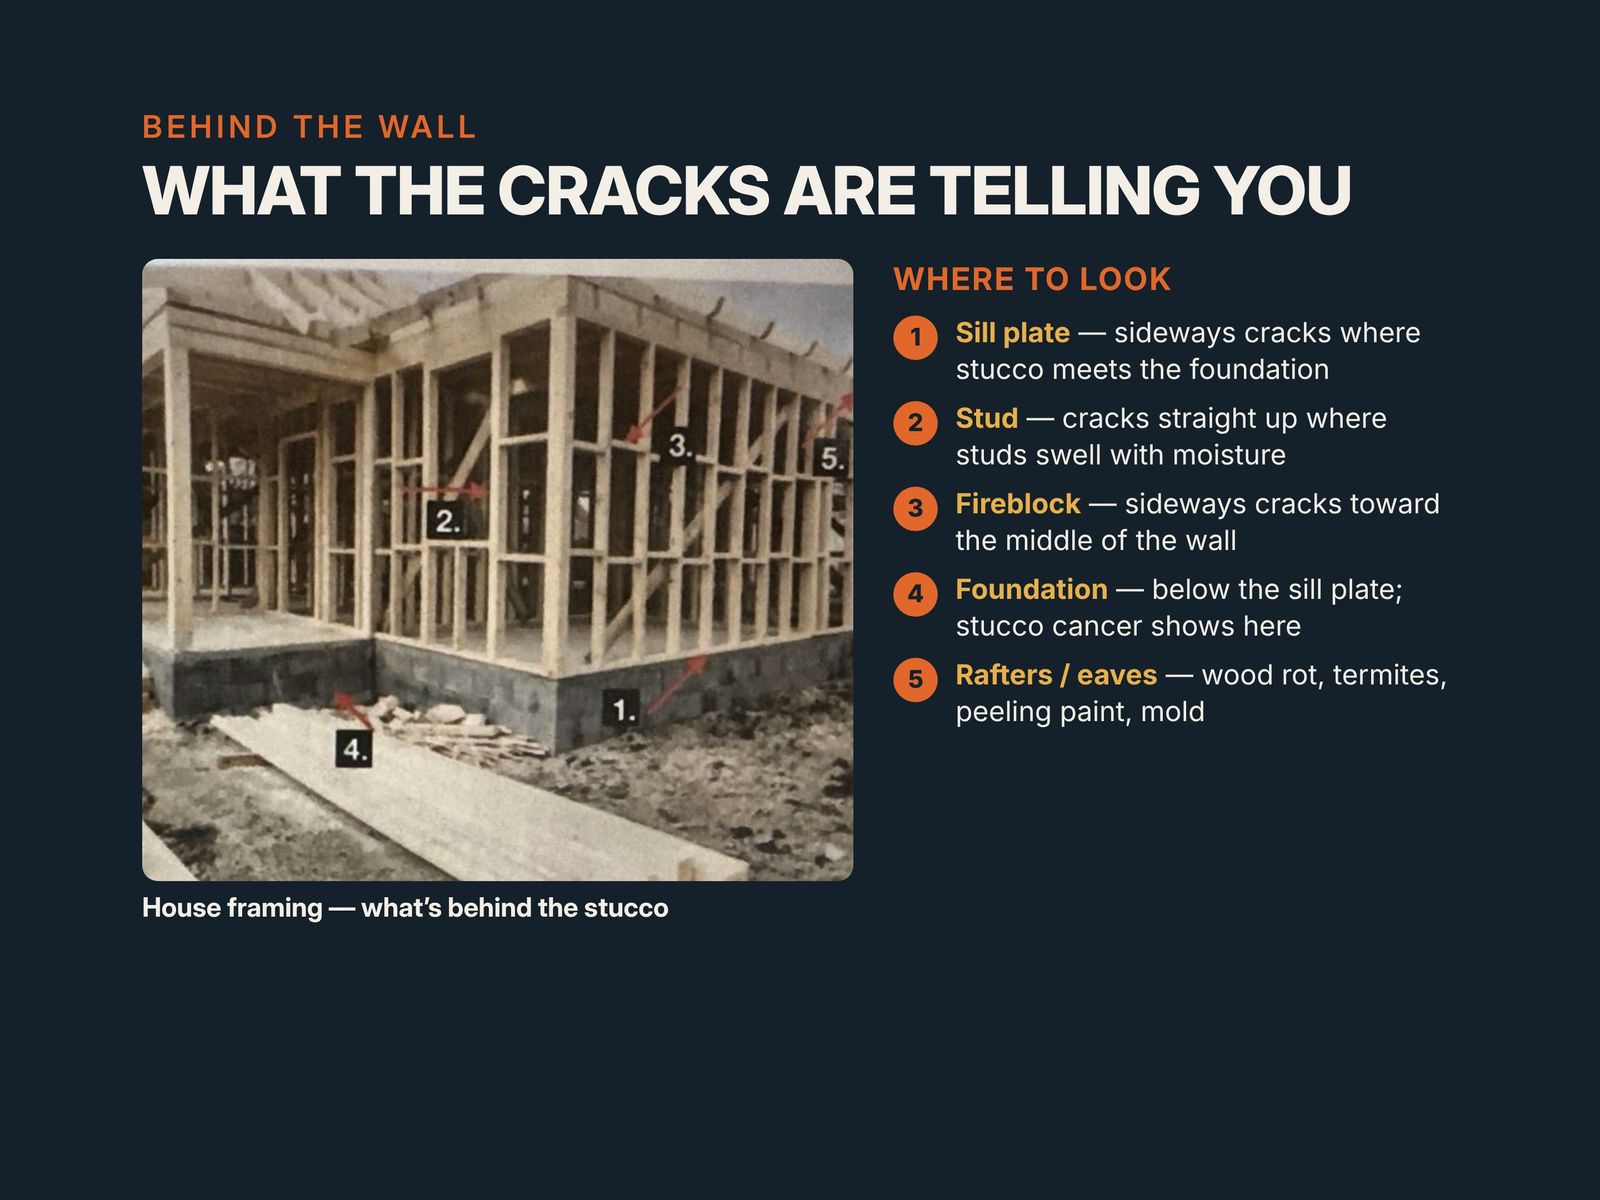 BEHIND THE WALL
WHAT THE CRACKS ARE TELLING YOU
3.
5.
2.
1.
4.
House framing — what's behind the stucco
WHERE TO LOOK
1 Sill plate — sideways cracks where
stucco meets the foundation
2 Stud — cracks straight up where
studs swell with moisture
3 Fireblock — sideways cracks toward
the middle of the wall
4 Foundation — below the sill plate;
stucco cancer shows here
5 Rafters / eaves — wood rot, termites,
peeling paint, mold